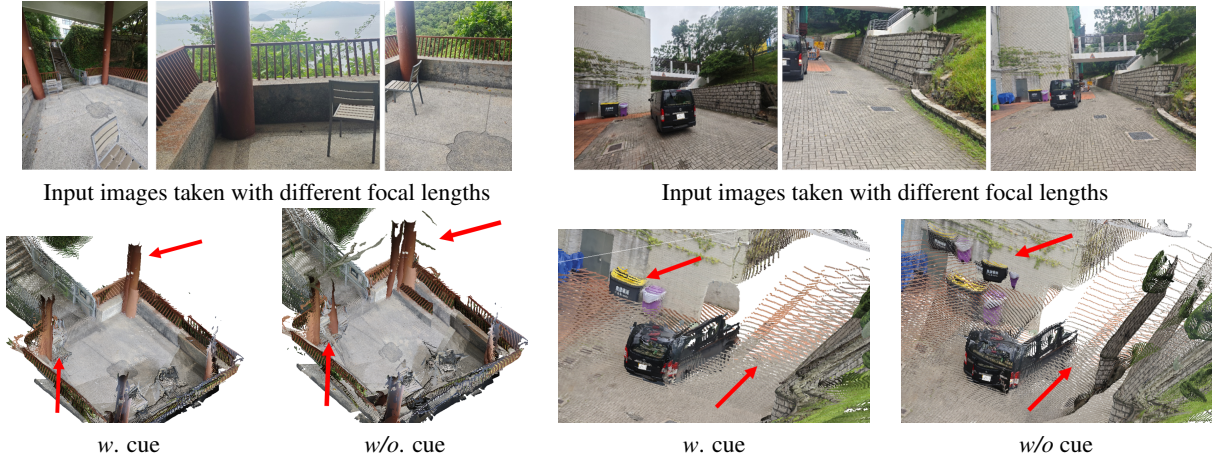 Input images taken with different focal lengths
Input images taken with different focal lengths
w. cue
w/o. cue
w. cue
w/o cue